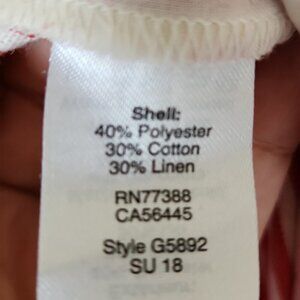 Shell:
40% Polyester
30% Cotton
30% Linen
RN77388
CA56445
Style G5892
SU 18